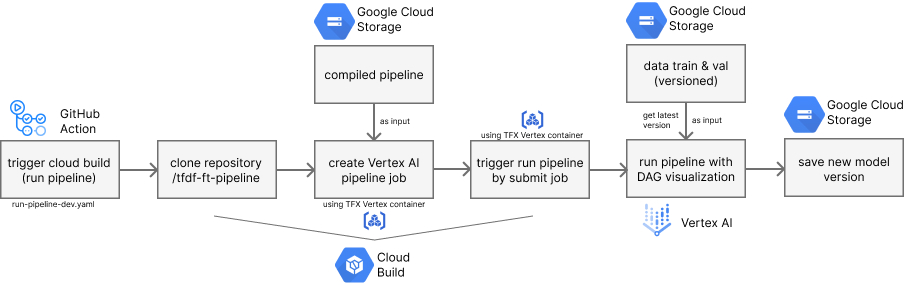 Google Cloud
Storage
Google Cloud
Storage
compiled pipeline
data train & val
(versioned)
GitHub
Action
as input
using TFX Vertex container
get latest
version
as input
Google Cloud
Storage
trigger cloud build
(run pipeline)
clone repository
/tfdf-ft-pipeline
create Vertex AI
pipeline job
trigger run pipeline
by submit job
run pipeline with
DAG visualization
save new model
version
run-pipeline-dev.yaml
using TFX Vertex container
Vertex AI
Cloud
Build